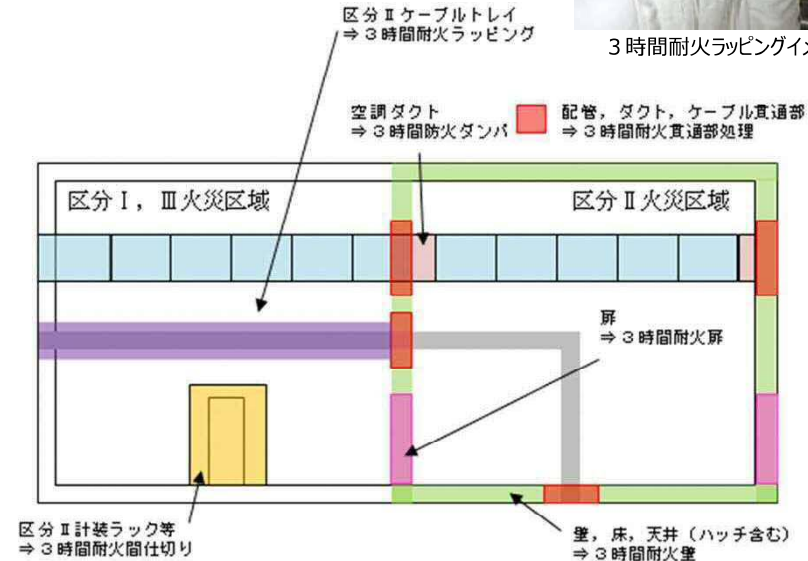 区分Ⅱケーブルトレイ
⇒３時間耐火ラッピング
３時間耐火ラッピングイメ
空調ダクト
⇒３時間防火ダンパ
配管，ダクト，ケーブル貫通部
⇒３時間耐火貫通部処理
区分Ⅰ，Ⅲ火災区域
区分Ⅱ火災区域
扉
⇒３時間耐火扉
区分Ⅱ計装ラック等
⇒３時間耐火間仕切り
壁，床，天井（ハッチ含む）
⇒３時間耐火壁